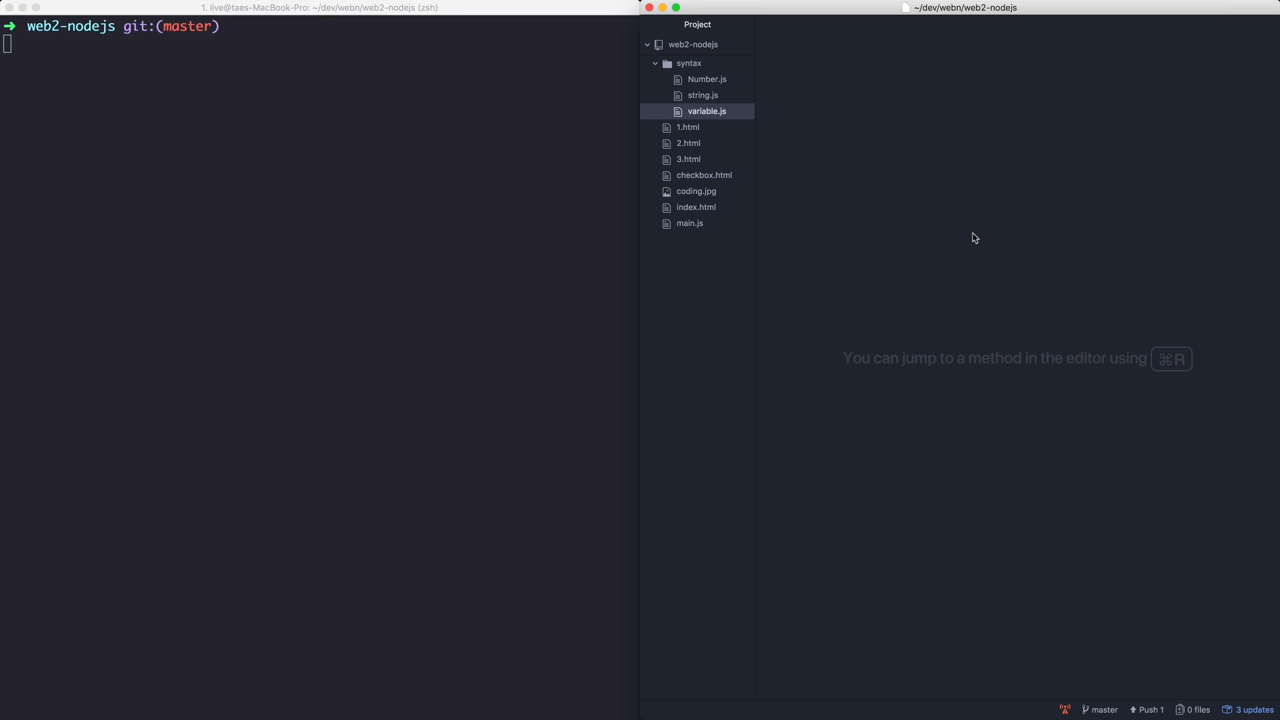 1. live@taes-MacBook-Pro: ~/dev/webn/web2-nodejs (zsh)
➜ web2-nodejs git:(master)
~/dev/webn/web2-nodejs
Project
web2-nodejs
syntax
Number.js
string.js
variable.js
1.html
2.html
3.html
checkbox.html
coding.jpg
index.html
main.js
You can jump to a method in the editor using ⌘R
master Push 1 0 files 3 updates